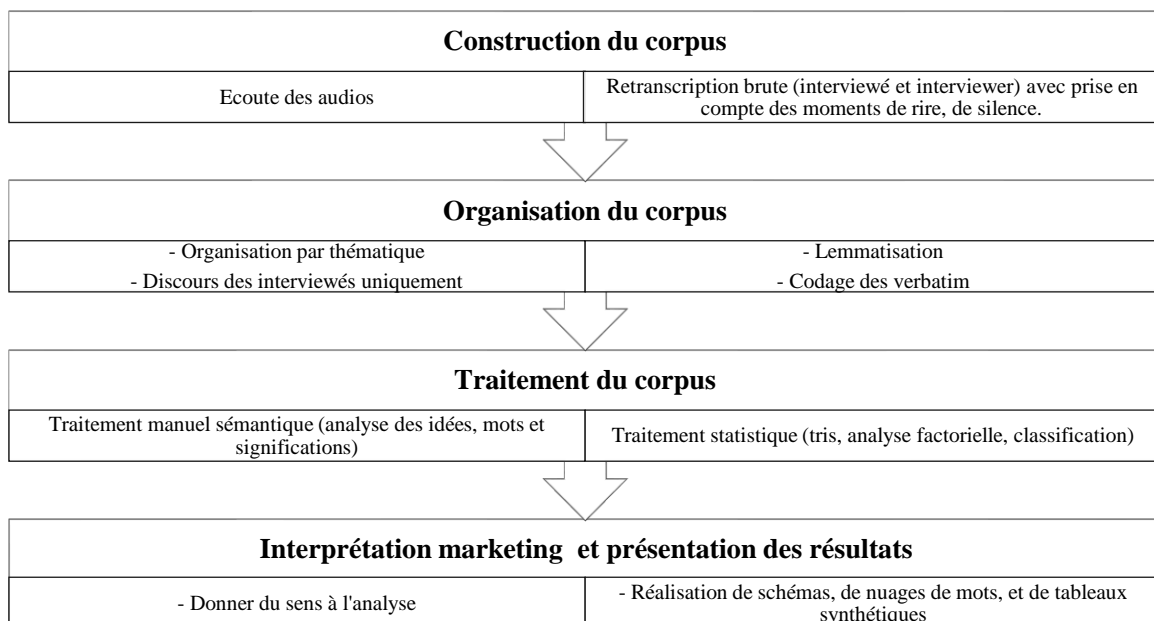 Construction du corpus
Ecoute des audios
Retranscription brute (interviewé et interviewer) avec prise en
compte des moments de rire, de silence.
Organisation du corpus
- Organisation par thématique
- Discours des interviewés uniquement
- Lemmatisation
- Codage des verbatim
Traitement du corpus
Traitement manuel sémantique (analyse des idées, mots et
significations)
Traitement statistique (tris, analyse factorielle, classification)
Interprétation marketing  et présentation des résultats
- Donner du sens à l'analyse
- Réalisation de schémas, de nuages de mots, et de tableaux
synthétiques